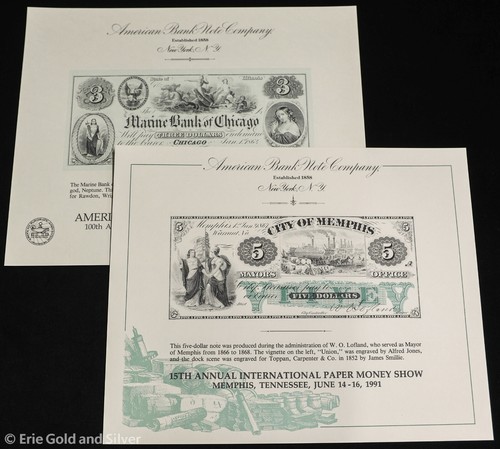 American Bank Note Company
Established 1858
New York, N.Y.
State of Illinois
3
3
Marine Bank of Chicago
Will pay THREE DOLLARS
to the Bearer CHICAGO
The Marine Bank
god, Neptune. Th
for Rawdon, Wri
AMERI
100th A
American Bank Note Company
Established 1858
New York, N.Y.
Memphis
CITY OF MEMPHIS
5
5
MAYORS OFFICE
FIVE DOLLARS
This five-dollar note was produced during the administration of W. O. Lofland, who served as Mayor
of Memphis from 1866 to 1868. The vignette on the left, "Union," was engraved by Alfred Jones,
and the dock scene was engraved for Toppan, Carpenter & Co. in 1852 by James Smillie.
15TH ANNUAL INTERNATIONAL PAPER MONEY SHOW
MEMPHIS, TENNESSEE, JUNE 14-16, 1991
© Erie Gold and Silver